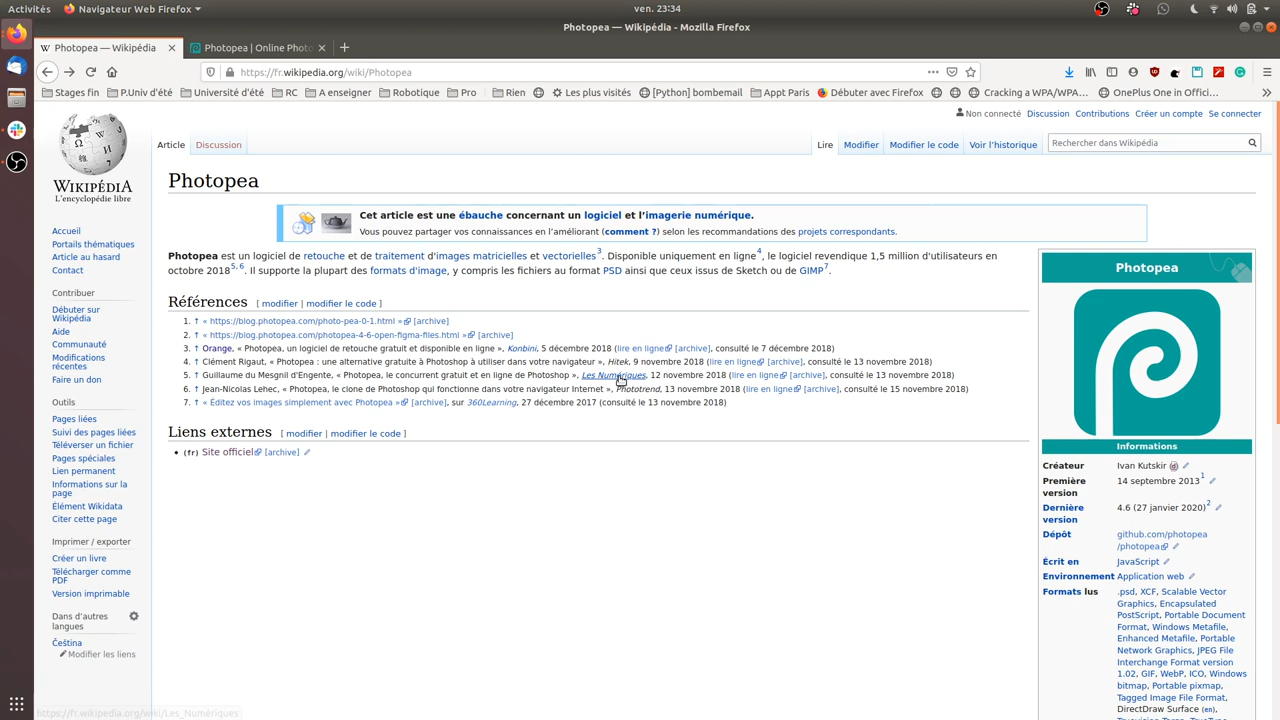 Activités
Navigateur Web Firefox
ven. 23:34
Photopea — Wikipédia - Mozilla Firefox
Photopea — Wikipédia
Photopea | Online Photo
https://fr.wikipedia.org/wiki/Photopea
Stages fin
P.Univ d'été
Université d'été
RC
A enseigner
Robotique
Pro
Rien
Les plus visités
[Python] bombemail
Appt Paris
Débuter avec Firefox
Cracking a WPA/WPA...
OnePlus One in Offici...
Non connecté Discussion Contributions Créer un compte Se connecter
WIKIPÉDIA
L'encyclopédie libre
Article Discussion
Lire Modifier Modifier le code Voir l'historique
Rechercher dans Wikipédia
Photopea
Cet article est une ébauche concernant un logiciel et l'imagerie numérique.
Vous pouvez partager vos connaissances en l'améliorant (comment ?) selon les recommandations des projets correspondants.
Photopea est un logiciel de retouche et de traitement d'images matricielles et vectorielles3. Disponible uniquement en ligne4, le logiciel revendique 1,5 million d'utilisateurs en
octobre 20185, 6. Il supporte la plupart des formats d'image, y compris les fichiers au format PSD ainsi que ceux issus de Sketch ou de GIMP7.
Références [ modifier | modifier le code ]
1. ↑ « https://blog.photopea.com/photo-pea-0-1.html » [archive]
2. ↑ « https://blog.photopea.com/photopea-4-6-open-figma-files.html » [archive]
3. ↑ Orange, « Photopea, un logiciel de retouche gratuit et disponible en ligne », Konbini, 5 décembre 2018 (lire en ligne [archive], consulté le 7 décembre 2018)
4. ↑ Clément Rigaut, « Photopea : une alternative gratuite à Photoshop à utiliser dans votre navigateur », Hitek, 9 novembre 2018 (lire en ligne [archive], consulté le 13 novembre 2018)
5. ↑ Guillaume du Mesgnil d'Engente, « Photopea, le concurrent gratuit et en ligne de Photoshop », Les Numériques, 12 novembre 2018 (lire en ligne [archive], consulté le 13 novembre 2018)
6. ↑ Jean-Nicolas Lehec, « Photopea, le clone de Photoshop qui fonctionne dans votre navigateur Internet », Phototrend, 13 novembre 2018 (lire en ligne [archive], consulté le 15 novembre 2018)
7. ↑ « Éditez vos images simplement avec Photopea » [archive], sur 360Learning, 27 décembre 2017 (consulté le 13 novembre 2018)
Liens externes [ modifier | modifier le code ]
• (fr) Site officiel [archive]
Accueil
Portails thématiques
Article au hasard
Contact
Contribuer
Débuter sur
Wikipédia
Aide
Communauté
Modifications
récentes
Faire un don
Outils
Pages liées
Suivi des pages liées
Téléverser un fichier
Pages spéciales
Lien permanent
Informations sur la
page
Élément Wikidata
Citer cette page
Imprimer / exporter
Créer un livre
Télécharger comme
PDF
Version imprimable
Dans d'autres
langues
Čeština
Modifier les liens
Photopea
Informations
Créateur Ivan Kutskir
Première
version
14 septembre 20131
Dernière
version
4.6 (27 janvier 2020)2
Dépôt github.com/photopea
/photopea
Écrit en JavaScript
Environnement Application web
Formats lus .psd, XCF, Scalable Vector
Graphics, Encapsulated
PostScript, Portable Document
Format, Windows Metafile,
Enhanced Metafile, Portable
Network Graphics, JPEG File
Interchange Format version
1.02, GIF, WebP, ICO, Windows
bitmap, Portable pixmap,
Tagged Image File Format,
DirectDraw Surface (en),
https://fr.wikipedia.org/wiki/Les_Numériques